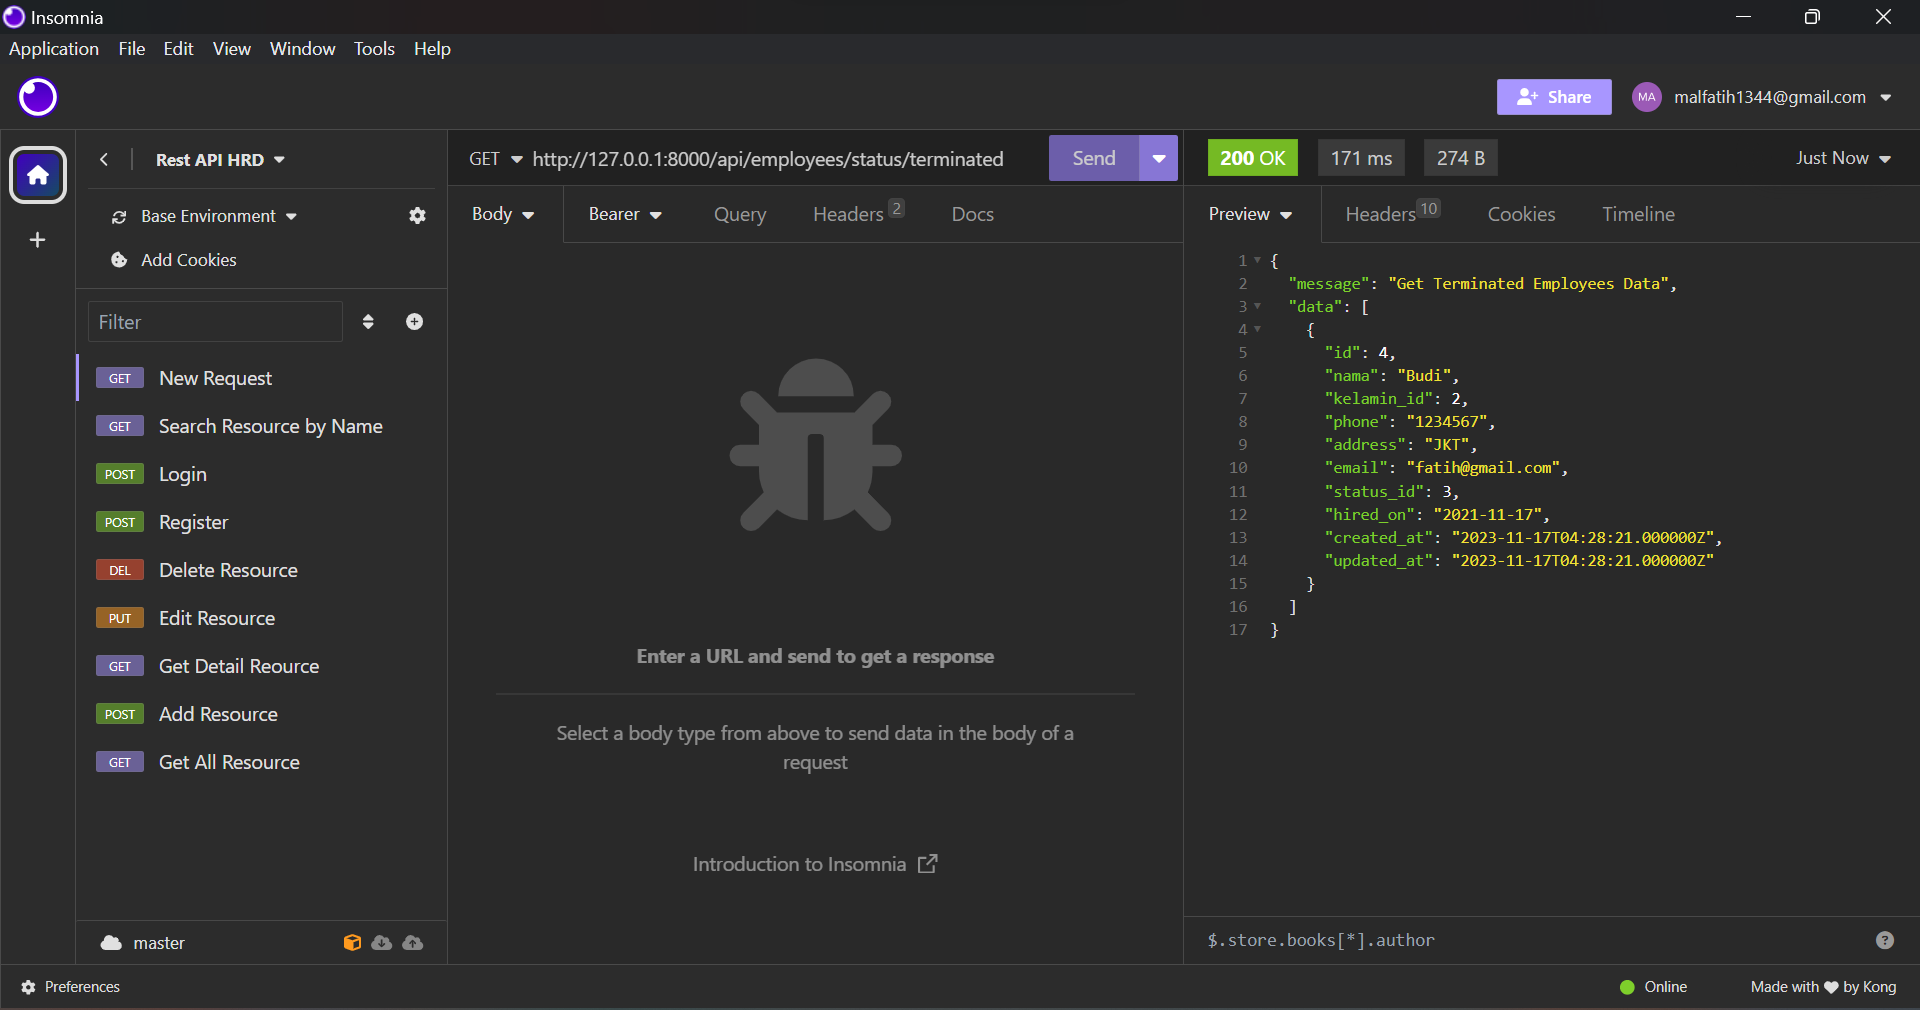 Insomnia
Application File Edit View Window Tools Help
Share MA malfatih1344@gmail.com
Rest API HRD
Base Environment
Add Cookies
Filter
GET New Request
GET Search Resource by Name
POST Login
POST Register
DEL Delete Resource
PUT Edit Resource
GET Get Detail Reource
POST Add Resource
GET Get All Resource
master
GET http://127.0.0.1:8000/api/employees/status/terminated Send
Body Bearer Query Headers 2 Docs
Enter a URL and send to get a response
Select a body type from above to send data in the body of a
request
Introduction to Insomnia
200 OK 171 ms 274 B Just Now
Preview Headers 10 Cookies Timeline
1 {
2 "message": "Get Terminated Employees Data",
3 "data": [
4 {
5 "id": 4,
6 "nama": "Budi",
7 "kelamin_id": 2,
8 "phone": "1234567",
9 "address": "JKT",
10 "email": "fatih@gmail.com",
11 "status_id": 3,
12 "hired_on": "2021-11-17",
13 "created_at": "2023-11-17T04:28:21.000000Z",
14 "updated_at": "2023-11-17T04:28:21.000000Z"
15 }
16 ]
17 }
$.store.books[*].author ?
Preferences
Online Made with ♥ by Kong